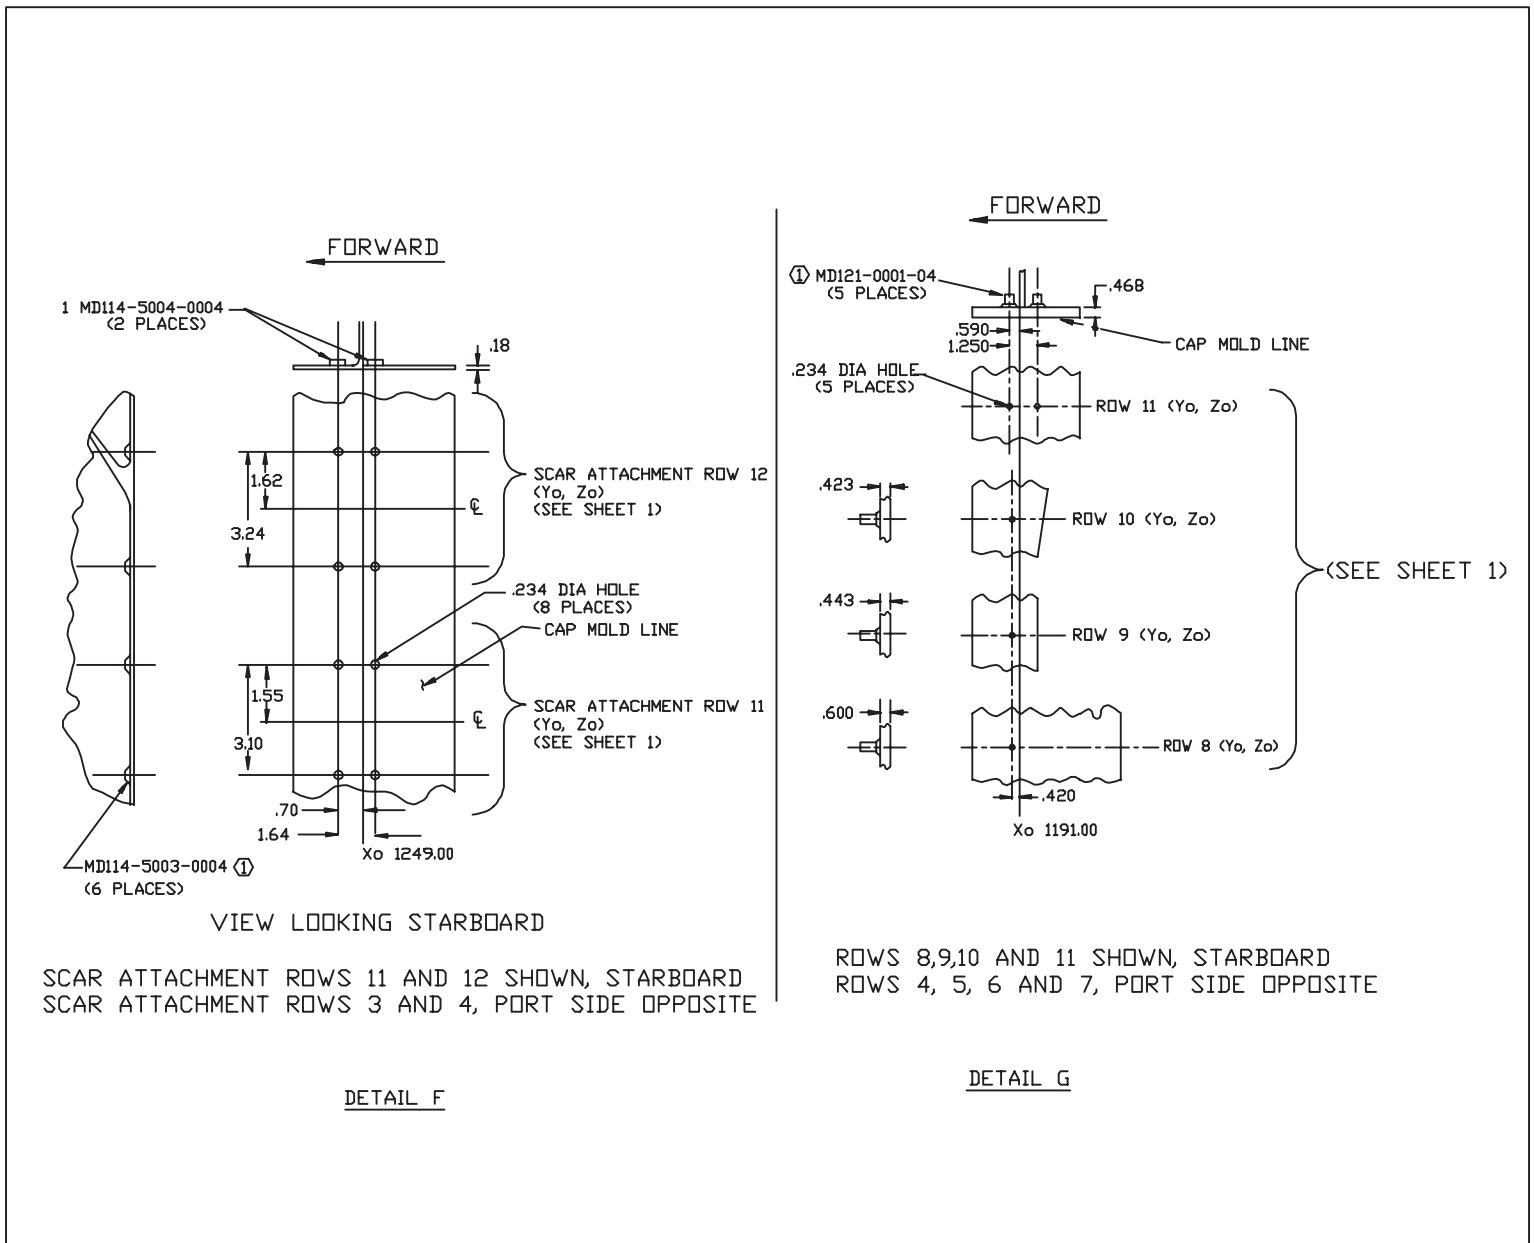 FORWARD
1 MD114-5004-0004
(2 PLACES)
.18
1.62
3.24
SCAR ATTACHMENT ROW 12
(Yo, Zo)
(SEE SHEET 1)
℄
.234 DIA HOLE
(8 PLACES)
CAP MOLD LINE
1.55
3.10
SCAR ATTACHMENT ROW 11
(Yo, Zo)
(SEE SHEET 1)
℄
.70
1.64
Xo 1249.00
MD114-5003-0004 1
(6 PLACES)
VIEW LOOKING STARBOARD
SCAR ATTACHMENT ROWS 11 AND 12 SHOWN, STARBOARD
SCAR ATTACHMENT ROWS 3 AND 4, PORT SIDE OPPOSITE
DETAIL F
FORWARD
1 MD121-0001-04
(5 PLACES)
.468
.590
1.250
CAP MOLD LINE
.234 DIA HOLE
(5 PLACES)
ROW 11 (Yo, Zo)
.423
ROW 10 (Yo, Zo)
(SEE SHEET 1)
.443
ROW 9 (Yo, Zo)
.600
ROW 8 (Yo, Zo)
.420
Xo 1191.00
ROWS 8,9,10 AND 11 SHOWN, STARBOARD
ROWS 4, 5, 6 AND 7, PORT SIDE OPPOSITE
DETAIL G